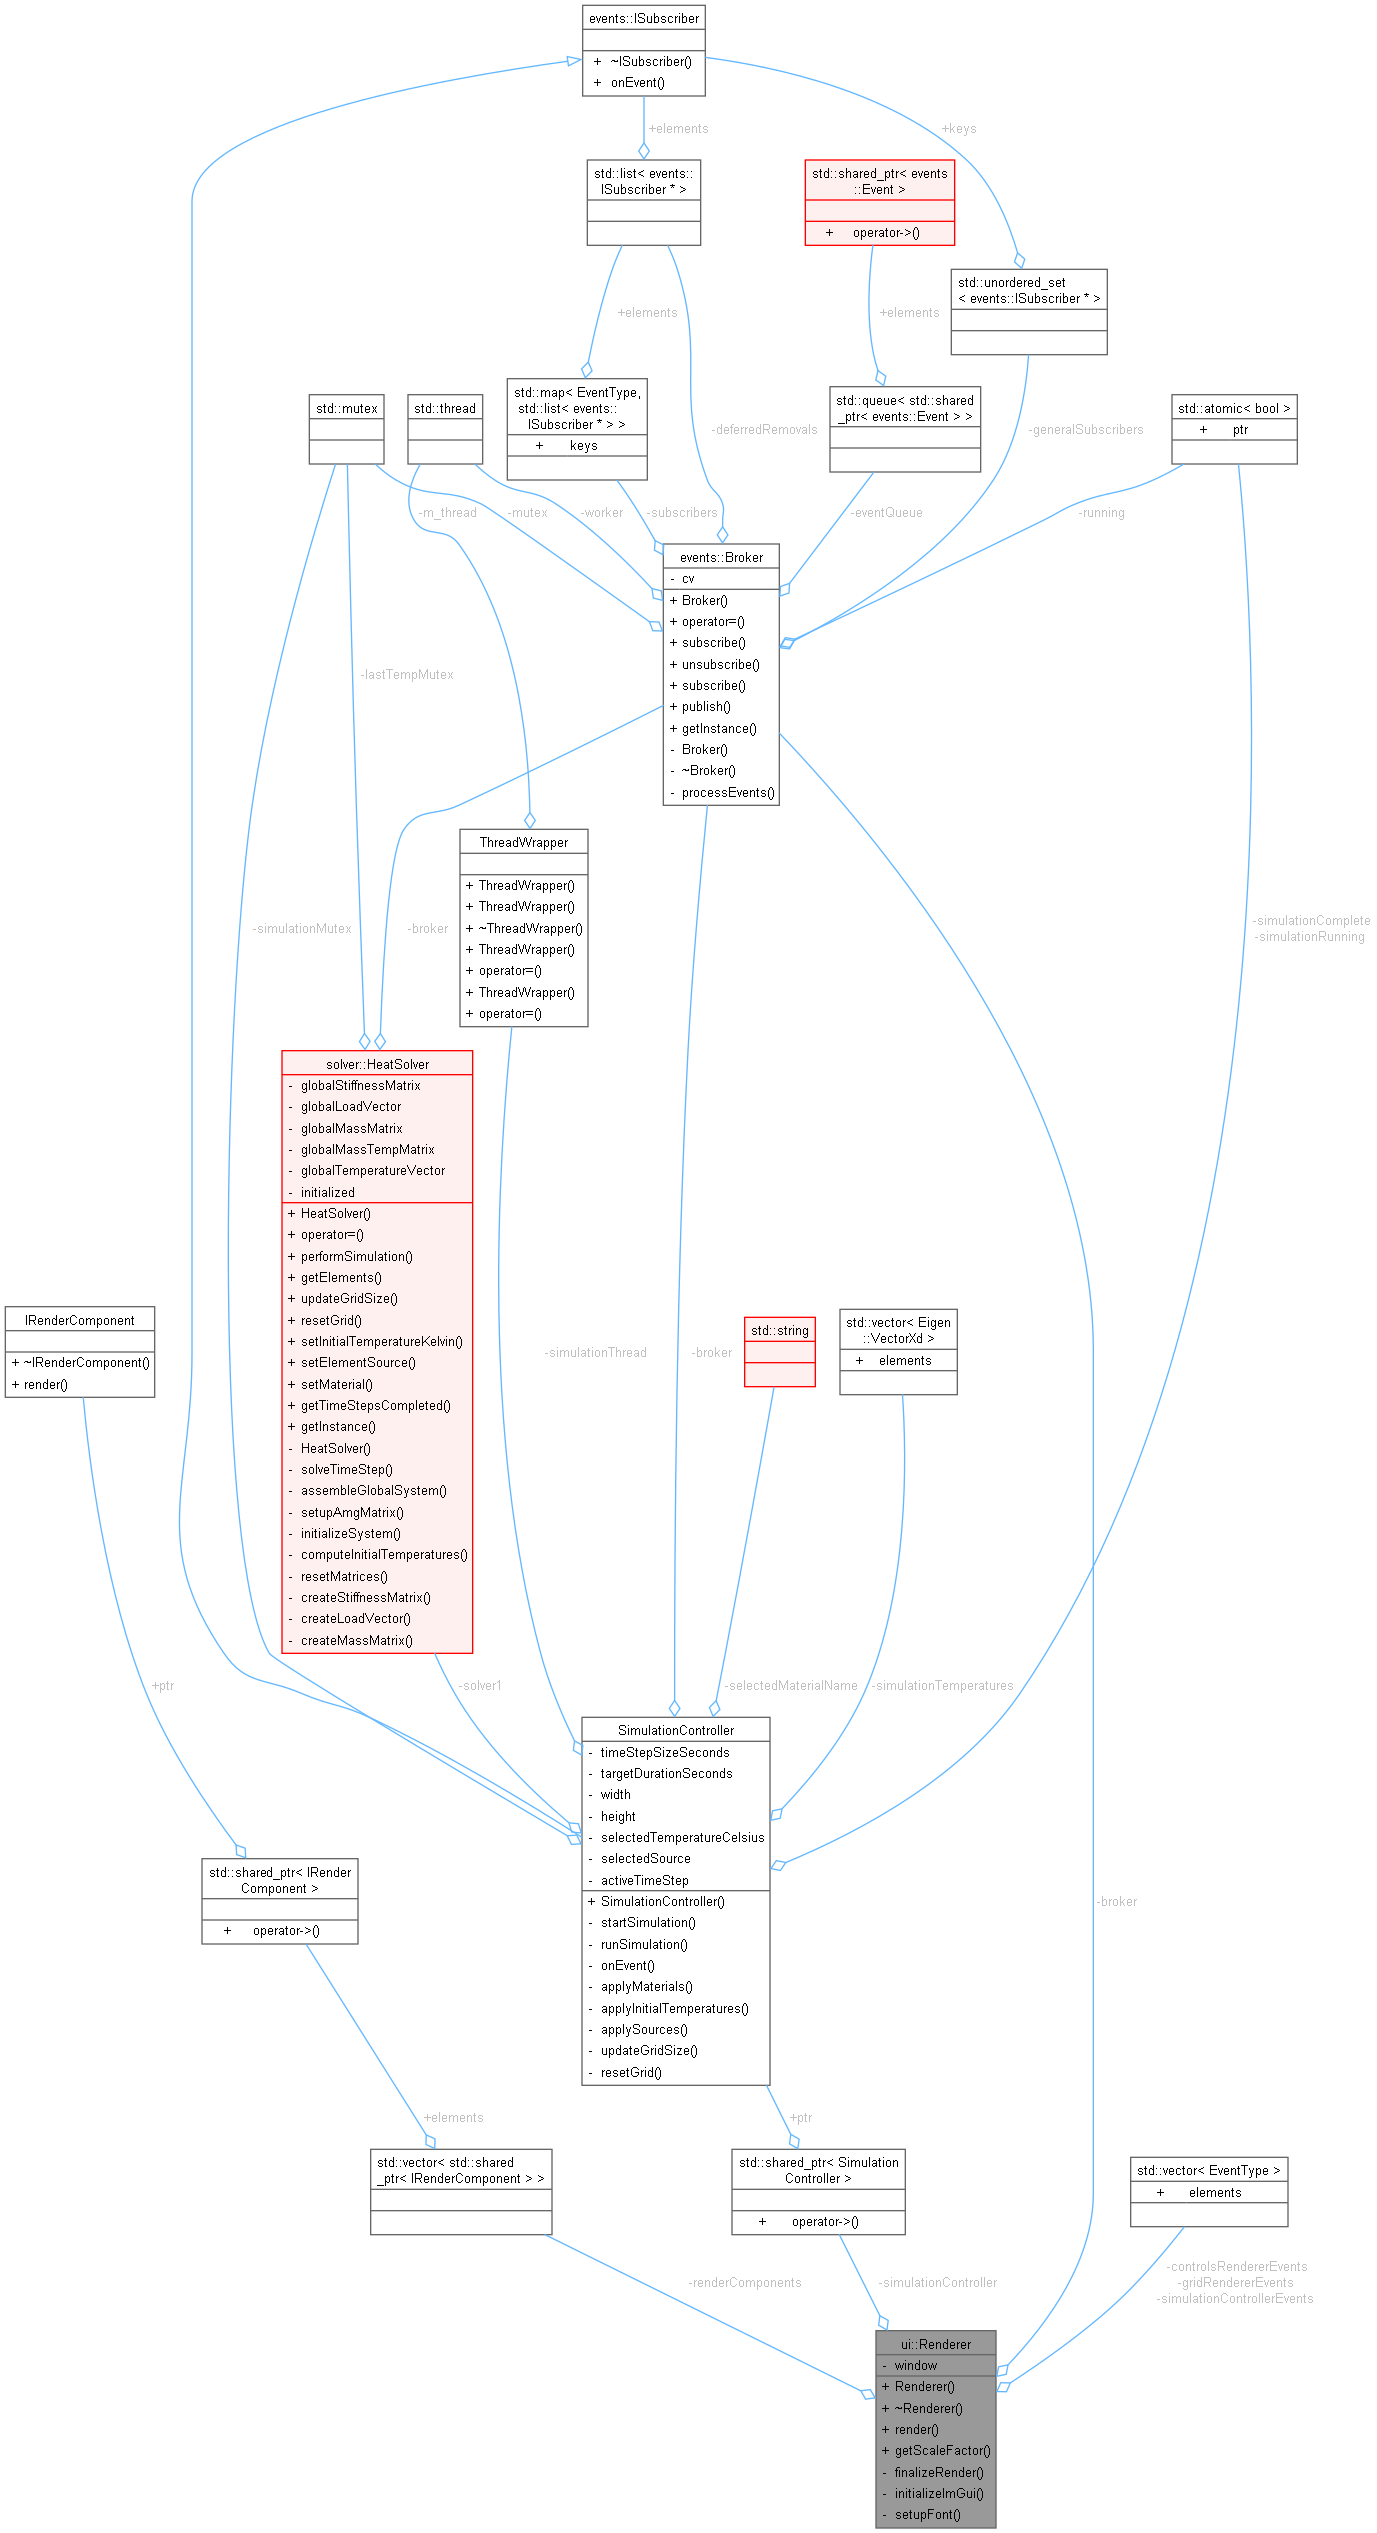 events::ISubscriber
+ ~ISubscriber()
+ onEvent()
+elements
+keys
std::list< events::
ISubscriber * >
std::shared_ptr< events
::Event >
+ operator->()
std::unordered_set
< events::ISubscriber * >
+elements
+elements
std::map< EventType,
std::list< events::
ISubscriber * > >
+ keys
std::queue< std::shared
_ptr< events::Event > >
std::mutex
std::thread
std::atomic< bool >
+ ptr
-deferredRemovals
-generalSubscribers
-m_thread
-mutex
-worker
-subscribers
-eventQueue
-running
events::Broker
- cv
+ Broker()
+ operator=()
+ subscribe()
+ unsubscribe()
+ subscribe()
+ publish()
+ getInstance()
- Broker()
- ~Broker()
- processEvents()
-lastTempMutex
ThreadWrapper
+ ThreadWrapper()
+ ThreadWrapper()
+ ~ThreadWrapper()
+ ThreadWrapper()
+ operator=()
+ ThreadWrapper()
+ operator=()
-simulationMutex
-broker
-simulationComplete
-simulationRunning
solver::HeatSolver
- globalStiffnessMatrix
- globalLoadVector
- globalMassMatrix
- globalMassTempMatrix
- globalTemperatureVector
- initialized
+ HeatSolver()
+ operator=()
+ performSimulation()
+ getElements()
+ updateGridSize()
+ resetGrid()
+ setInitialTemperatureKelvin()
+ setElementSource()
+ setMaterial()
+ getTimeStepsCompleted()
+ getInstance()
- HeatSolver()
- solveTimeStep()
- assembleGlobalSystem()
- setupAmgMatrix()
- initializeSystem()
- computeInitialTemperatures()
- resetMatrices()
- createStiffnessMatrix()
- createLoadVector()
- createMassMatrix()
IRenderComponent
+ ~IRenderComponent()
+ render()
-simulationThread
-broker
std::string
std::vector< Eigen
::VectorXd >
+ elements
+ptr
-solver1
-selectedMaterialName
-simulationTemperatures
SimulationController
- timeStepSizeSeconds
- targetDurationSeconds
- width
- height
- selectedTemperatureCelsius
- selectedSource
- activeTimeStep
+ SimulationController()
- startSimulation()
- runSimulation()
- onEvent()
- applyMaterials()
- applyInitialTemperatures()
- applySources()
- updateGridSize()
- resetGrid()
std::shared_ptr< IRender
Component >
+ operator->()
-broker
+elements
+ptr
std::vector< std::shared
_ptr< IRenderComponent > >
std::shared_ptr< Simulation
Controller >
+ operator->()
std::vector< EventType >
+ elements
-renderComponents
-simulationController
-controlsRendererEvents
-gridRendererEvents
-simulationControllerEvents
ui::Renderer
- window
+ Renderer()
+ ~Renderer()
+ render()
+ getScaleFactor()
- finalizeRender()
- initializeImGui()
- setupFont()